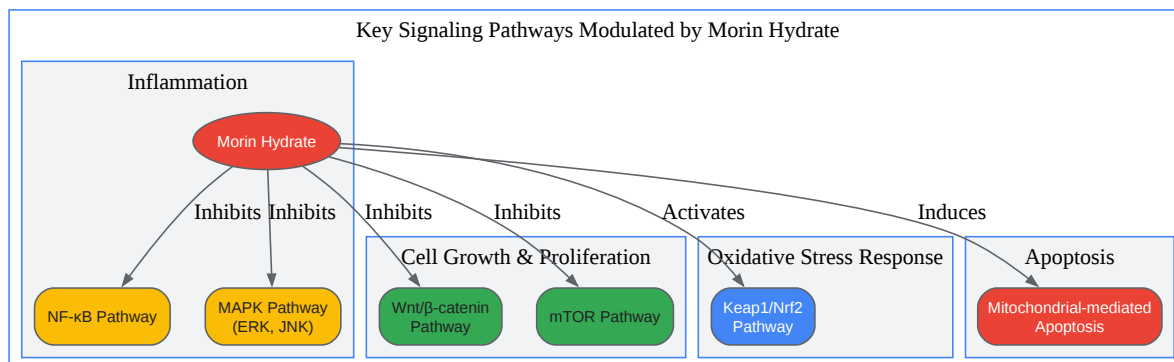 Key Signaling Pathways Modulated by Morin Hydrate
Inflammation
Morin Hydrate
Inhibits
Inhibits
Inhibits
Inhibits
Activates
Induces
Cell Growth & Proliferation
Oxidative Stress Response
Apoptosis
NF-κB Pathway
MAPK Pathway
(ERK, JNK)
Wnt/β-catenin
Pathway
mTOR Pathway
Keap1/Nrf2
Pathway
Mitochondrial-mediated
Apoptosis